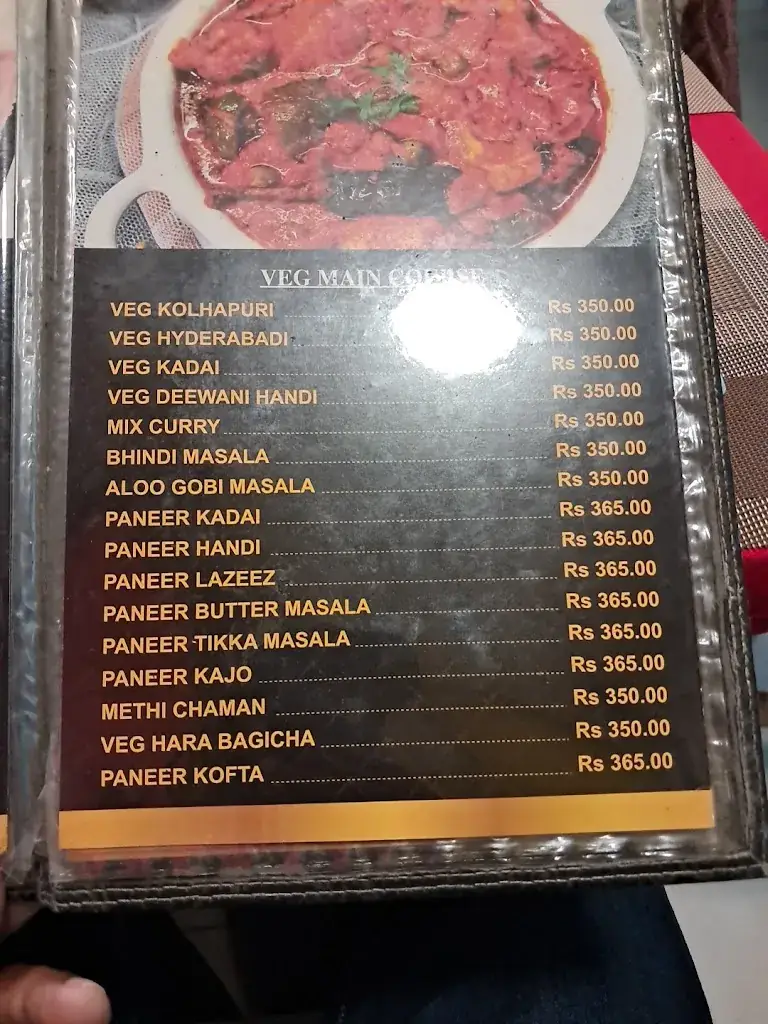 VEG MAIN COURSE
VEG KOLHAPURI Rs 350.00
VEG HYDERABADI Rs 350.00
VEG KADAI Rs 350.00
VEG DEEWANI HANDI Rs 350.00
MIX CURRY Rs 350.00
BHINDI MASALA Rs 350.00
ALOO GOBI MASALA Rs 350.00
PANEER KADAI Rs 365.00
PANEER HANDI Rs 365.00
PANEER LAZEEZ Rs 365.00
PANEER BUTTER MASALA Rs 365.00
PANEER TIKKA MASALA Rs 365.00
PANEER KAJO Rs 365.00
METHI CHAMAN Rs 350.00
VEG HARA BAGICHA Rs 350.00
PANEER KOFTA Rs 365.00